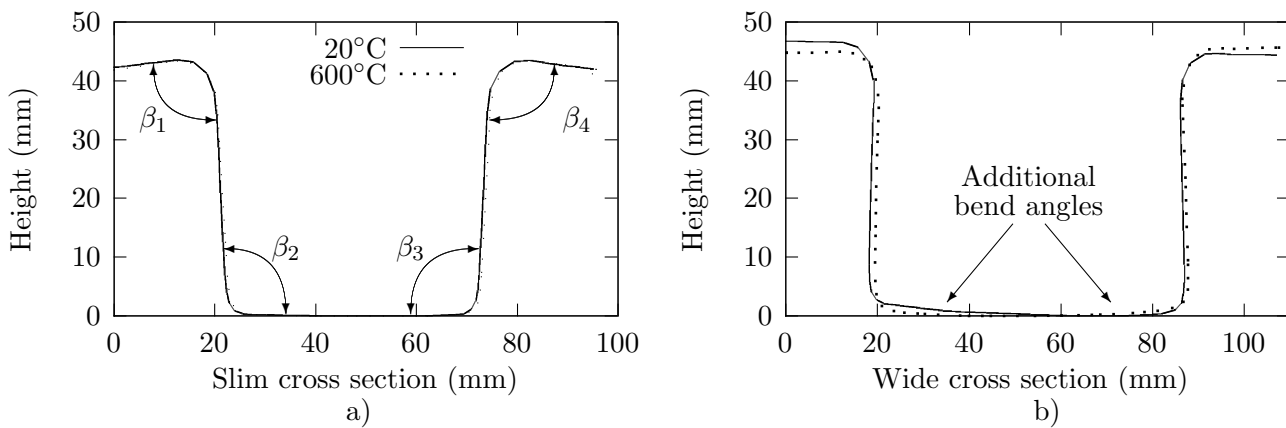 50
40
30
20
10
0
Height (mm)
20°C
600°C
β1
β4
β2
β3
0 20 40 60 80 100
Slim cross section (mm)
a)
50
40
30
20
10
0
Height (mm)
Additional
bend angles
0 20 40 60 80 100
Wide cross section (mm)
b)